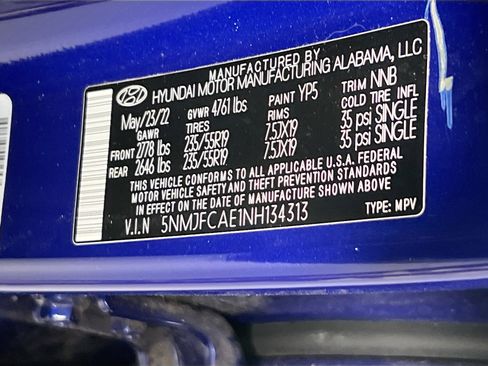 MANUFACTURED BY
HYUNDAI MOTOR MANUFACTURING ALABAMA, LLC
May/23/22 GVWR 4761 lbs PAINT YP5 TRIM NNB
GAWR TIRES RIMS COLD TIRE INFL
FRONT 2778 lbs 235/55R19 7.5JX19 35 psi SINGLE
REAR 2646 lbs 235/55R19 7.5JX19 35 psi SINGLE
THIS VEHICLE CONFORMS TO ALL APPLICABLE U.S.A. FEDERAL
MOTOR VEHICLE SAFETY AND THEFT PREVENTION STANDARDS
IN EFFECT ON THE DATE OF MANUFACTURE SHOWN ABOVE
V.I.N 5NMJFCAE1NH134313 TYPE: MPV